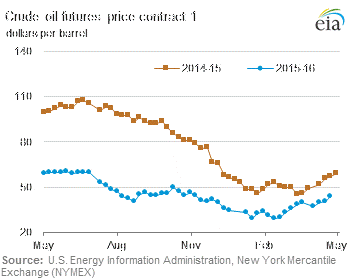 Crude oil futures price contract 1
dollars per barrel
eia
140
2014-15
2015-16
110
80
50
20
May
Aug
Nov
Feb
May
Source: U.S. Energy Information Administration, New York Mercantile
Exchange (NYMEX)